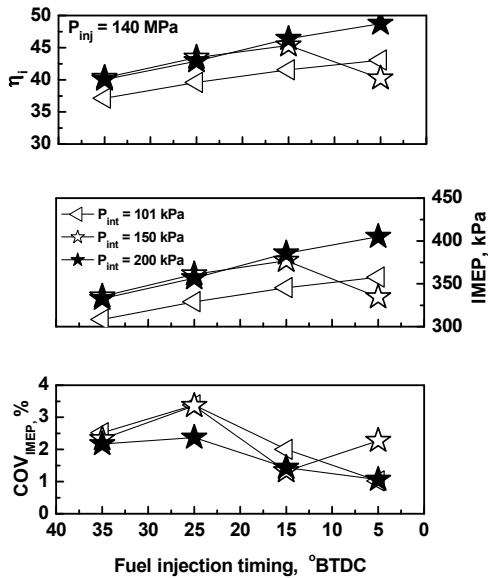 P_inj = 140 MPa
50
45
40
35
30
η_i
P_int = 101 kPa
P_int = 150 kPa
P_int = 200 kPa
450
400
350
300
IMEP, kPa
4
3
2
1
0
COV_IMEP, %
40 35 30 25 20 15 10 5 0
Fuel injection timing, °BTDC